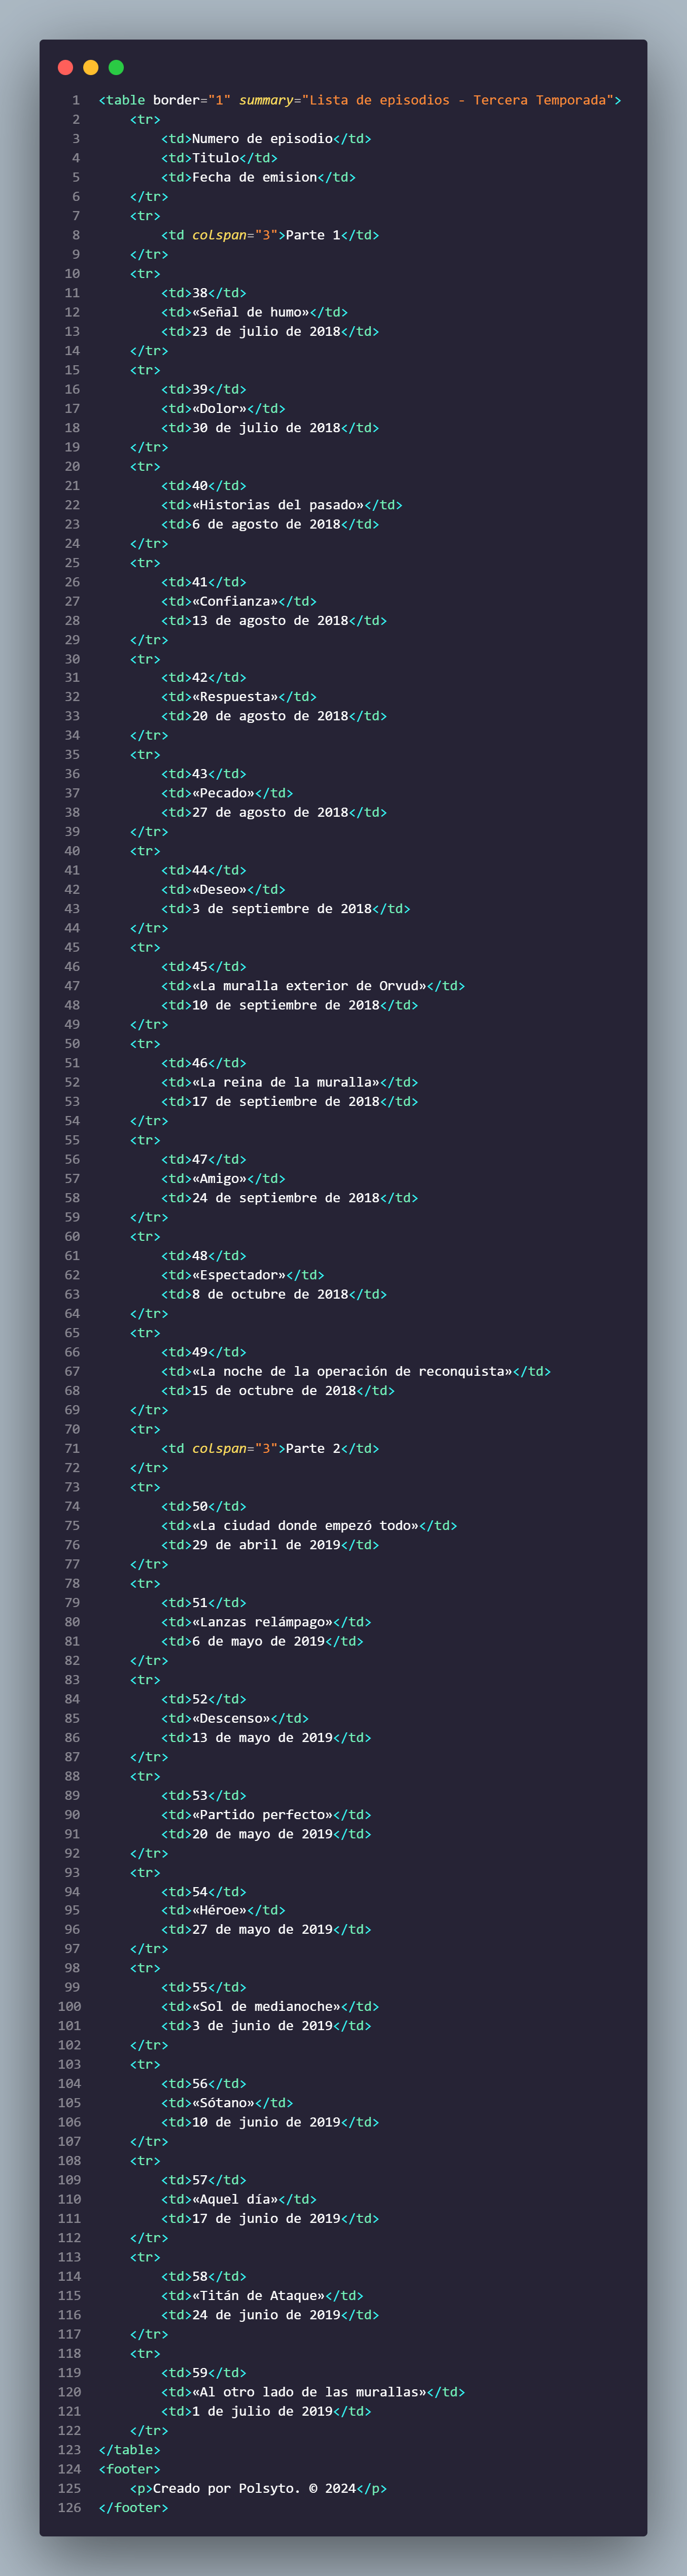 1 <table border="1" summary="Lista de episodios - Tercera Temporada">
2 <tr>
3 <td>Numero de episodio</td>
4 <td>Titulo</td>
5 <td>Fecha de emision</td>
6 </tr>
7 <tr>
8 <td colspan="3">Parte 1</td>
9 </tr>
10 <tr>
11 <td>38</td>
12 <td>«Señal de humo»</td>
13 <td>23 de julio de 2018</td>
14 </tr>
15 <tr>
16 <td>39</td>
17 <td>«Dolor»</td>
18 <td>30 de julio de 2018</td>
19 </tr>
20 <tr>
21 <td>40</td>
22 <td>«Historias del pasado»</td>
23 <td>6 de agosto de 2018</td>
24 </tr>
25 <tr>
26 <td>41</td>
27 <td>«Confianza»</td>
28 <td>13 de agosto de 2018</td>
29 </tr>
30 <tr>
31 <td>42</td>
32 <td>«Respuesta»</td>
33 <td>20 de agosto de 2018</td>
34 </tr>
35 <tr>
36 <td>43</td>
37 <td>«Pecado»</td>
38 <td>27 de agosto de 2018</td>
39 </tr>
40 <tr>
41 <td>44</td>
42 <td>«Deseo»</td>
43 <td>3 de septiembre de 2018</td>
44 </tr>
45 <tr>
46 <td>45</td>
47 <td>«La muralla exterior de Orvud»</td>
48 <td>10 de septiembre de 2018</td>
49 </tr>
50 <tr>
51 <td>46</td>
52 <td>«La reina de la muralla»</td>
53 <td>17 de septiembre de 2018</td>
54 </tr>
55 <tr>
56 <td>47</td>
57 <td>«Amigo»</td>
58 <td>24 de septiembre de 2018</td>
59 </tr>
60 <tr>
61 <td>48</td>
62 <td>«Espectador»</td>
63 <td>8 de octubre de 2018</td>
64 </tr>
65 <tr>
66 <td>49</td>
67 <td>«La noche de la operación de reconquista»</td>
68 <td>15 de octubre de 2018</td>
69 </tr>
70 <tr>
71 <td colspan="3">Parte 2</td>
72 </tr>
73 <tr>
74 <td>50</td>
75 <td>«La ciudad donde empezó todo»</td>
76 <td>29 de abril de 2019</td>
77 </tr>
78 <tr>
79 <td>51</td>
80 <td>«Lanzas relámpago»</td>
81 <td>6 de mayo de 2019</td>
82 </tr>
83 <tr>
84 <td>52</td>
85 <td>«Descenso»</td>
86 <td>13 de mayo de 2019</td>
87 </tr>
88 <tr>
89 <td>53</td>
90 <td>«Partido perfecto»</td>
91 <td>20 de mayo de 2019</td>
92 </tr>
93 <tr>
94 <td>54</td>
95 <td>«Héroe»</td>
96 <td>27 de mayo de 2019</td>
97 </tr>
98 <tr>
99 <td>55</td>
100 <td>«Sol de medianoche»</td>
101 <td>3 de junio de 2019</td>
102 </tr>
103 <tr>
104 <td>56</td>
105 <td>«Sótano»</td>
106 <td>10 de junio de 2019</td>
107 </tr>
108 <tr>
109 <td>57</td>
110 <td>«Aquel día»</td>
111 <td>17 de junio de 2019</td>
112 </tr>
113 <tr>
114 <td>58</td>
115 <td>«Titán de Ataque»</td>
116 <td>24 de junio de 2019</td>
117 </tr>
118 <tr>
119 <td>59</td>
120 <td>«Al otro lado de las murallas»</td>
121 <td>1 de julio de 2019</td>
122 </tr>
123 </table>
124 <footer>
125 <p>Creado por Polsyto. © 2024</p>
126 </footer>